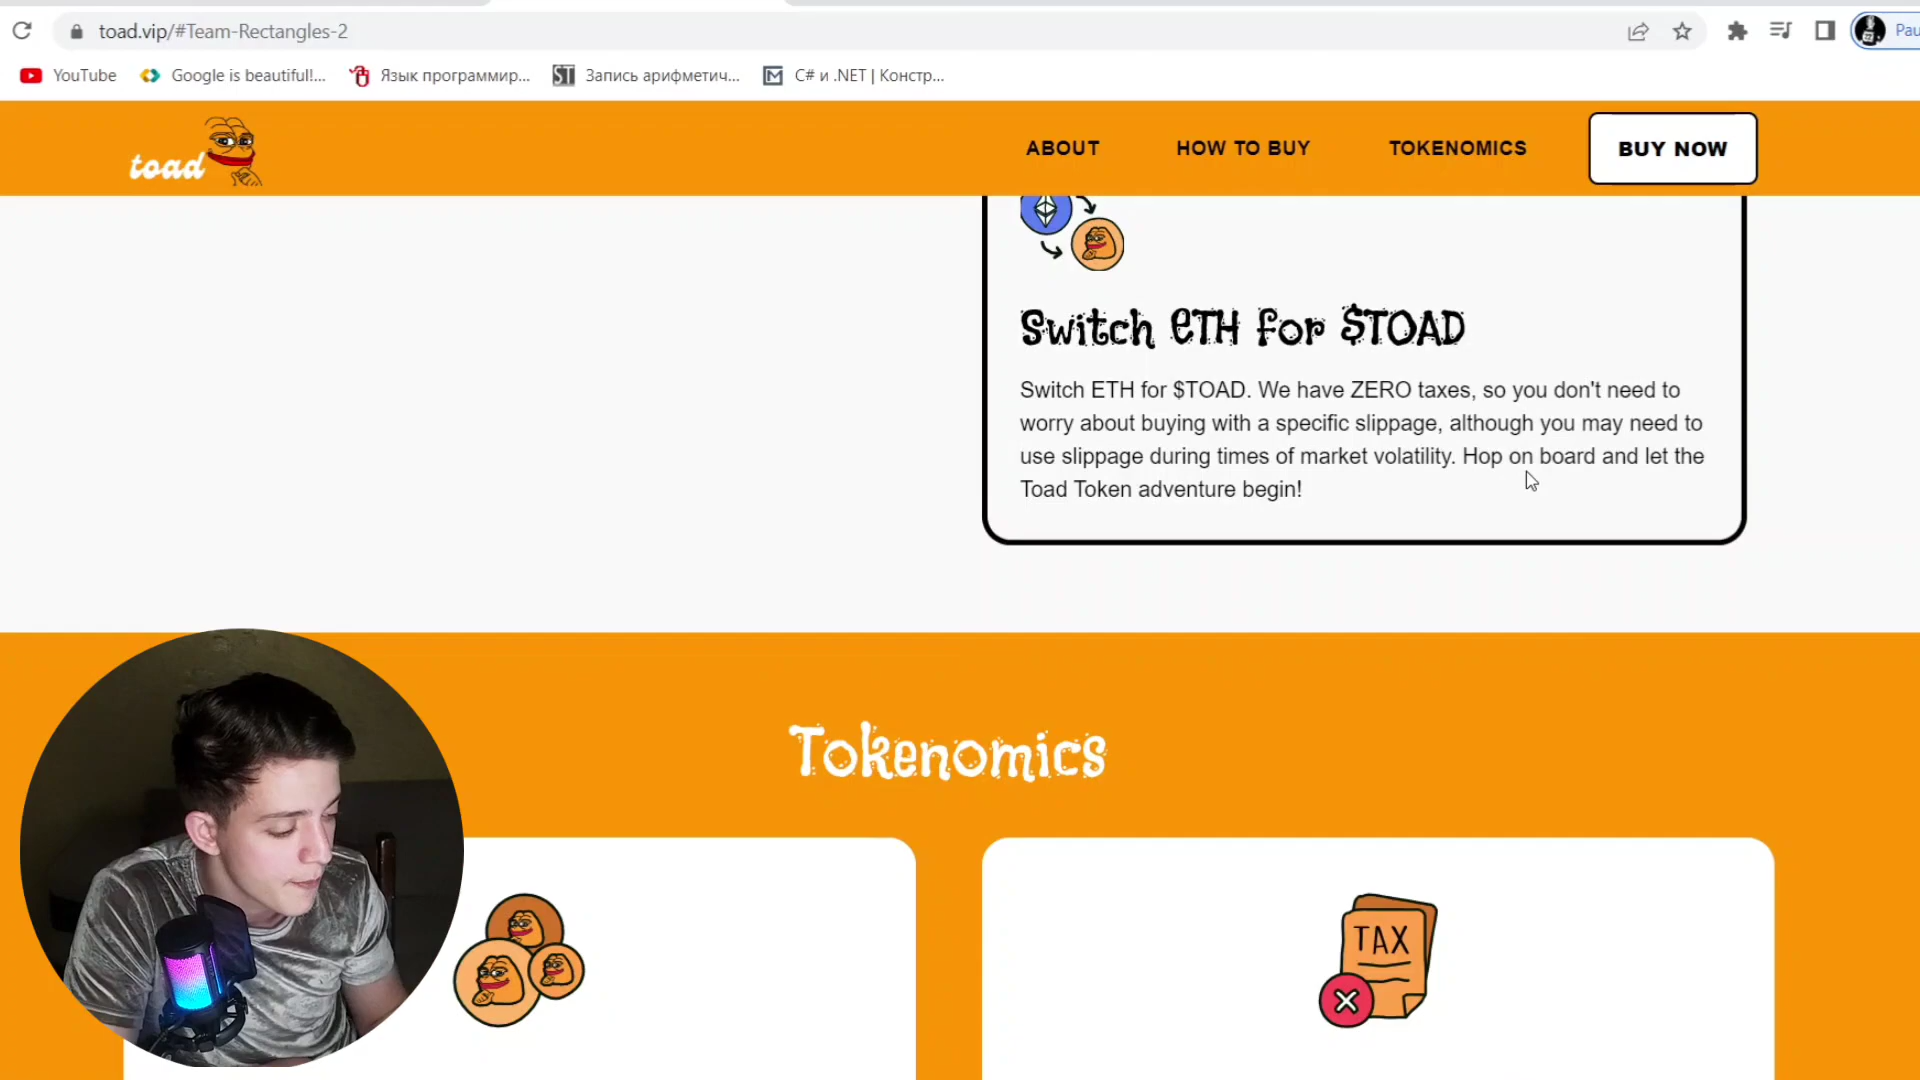 toad.vip/#Team-Rectangles-2
Pau
YouTube
Google is beautiful!...
Язык программир...
Запись арифметич...
C# и .NET | Констр...
toad
ABOUT
HOW TO BUY
TOKENOMICS
BUY NOW
Switch ETH for $TOAD
Switch ETH for $TOAD. We have ZERO taxes, so you don't need to
worry about buying with a specific slippage, although you may need to
use slippage during times of market volatility. Hop on board and let the
Toad Token adventure begin!
Tokenomics
TAX